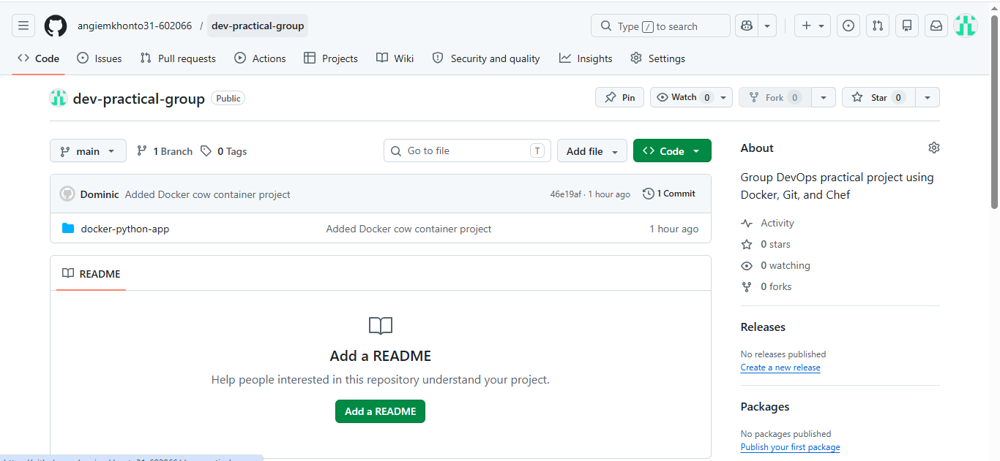 angiemkhonto31-602066 / dev-practical-group Type / to search
Code Issues Pull requests Actions Projects Wiki Security and quality Insights Settings
dev-practical-group Public Pin Watch 0 Fork 0 Star 0
main 1 Branch 0 Tags Go to file T Add file Code
Dominic Added Docker cow container project 46e19af · 1 hour ago 1 Commit
docker-python-app Added Docker cow container project 1 hour ago
README
Add a README
Help people interested in this repository understand your project.
Add a README
About
Group DevOps practical project using
Docker, Git, and Chef
Activity
0 stars
0 watching
0 forks
Releases
No releases published
Create a new release
Packages
No packages published
Publish your first package